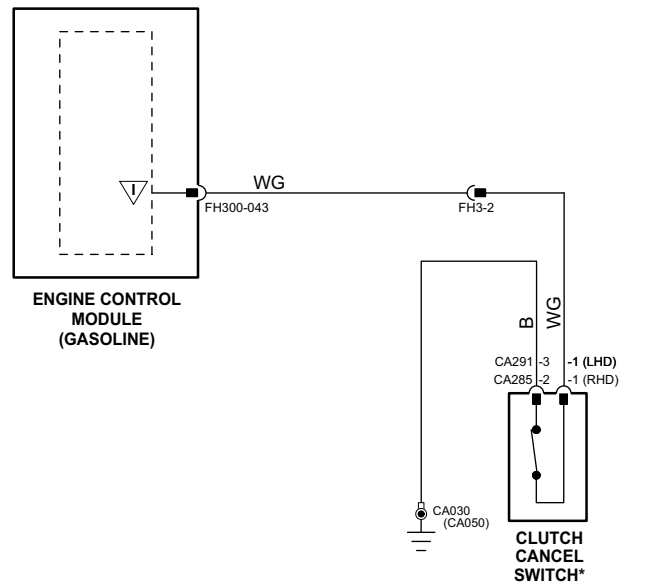 I
WG
FH300-043
FH3-2
ENGINE CONTROL
MODULE
(GASOLINE)
B
WG
CA291 -3 -1 (LHD)
CA285 -2 -1 (RHD)
CA030
(CA050)
CLUTCH
CANCEL
SWITCH*